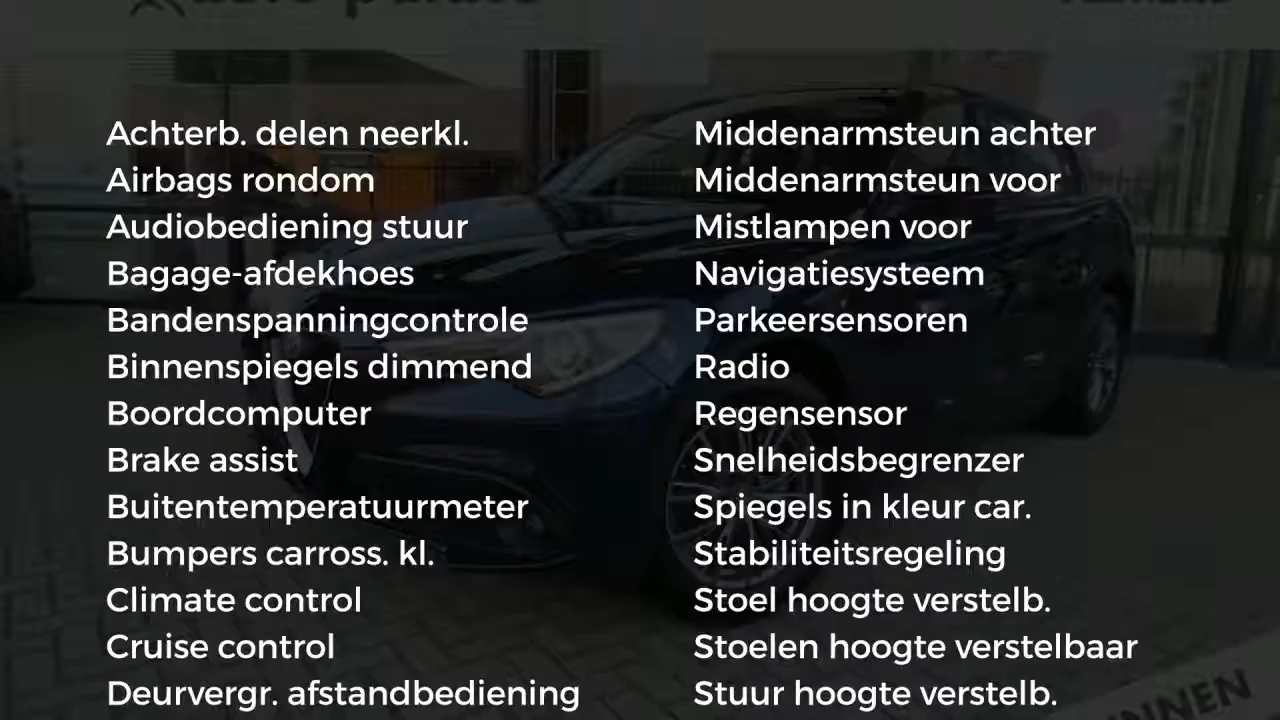 Achterb. delen neerkl.
Airbags rondom
Audiobediening stuur
Bagage-afdekhoes
Bandenspanningcontrole
Binnenspiegels dimmend
Boordcomputer
Brake assist
Buitentemperatuurmeter
Bumpers carross. kl.
Climate control
Cruise control
Deurvergr. afstandbediening
Middenarmsteun achter
Middenarmsteun voor
Mistlampen voor
Navigatiesysteem
Parkeersensoren
Radio
Regensensor
Snelheidsbegrenzer
Spiegels in kleur car.
Stabiliteitsregeling
Stoel hoogte verstelb.
Stoelen hoogte verstelbaar
Stuur hoogte verstelb.